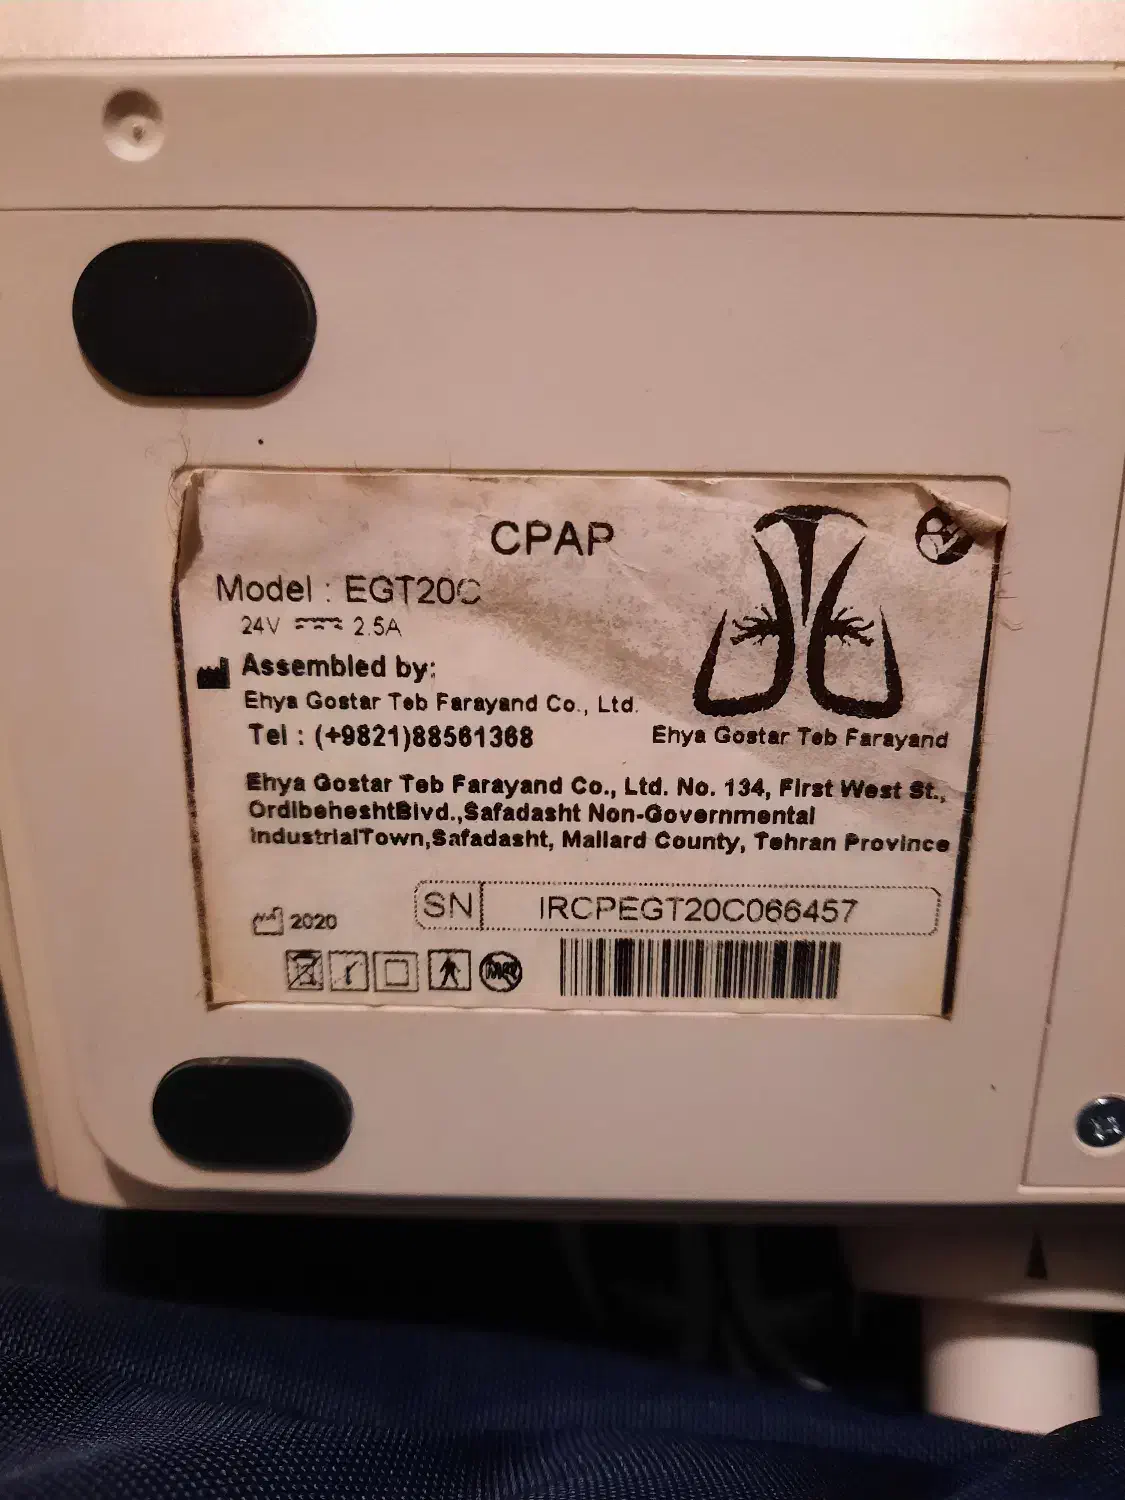 CPAP
Model : EGT20C
24V 2.5A
Assembled by:
Ehya Gostar Teb Farayand Co., Ltd.
Tel : (+9821)88561368
Ehya Gostar Teb Farayand
Ehya Gostar Teb Farayand Co., Ltd. No. 134, First West St.,
OrdibeheshtBlvd.,Safadasht Non-Governmental
IndustrialTown,Safadasht, Mallard County, Tehran Province
2020
SN IRCPEGT20C066457
MR